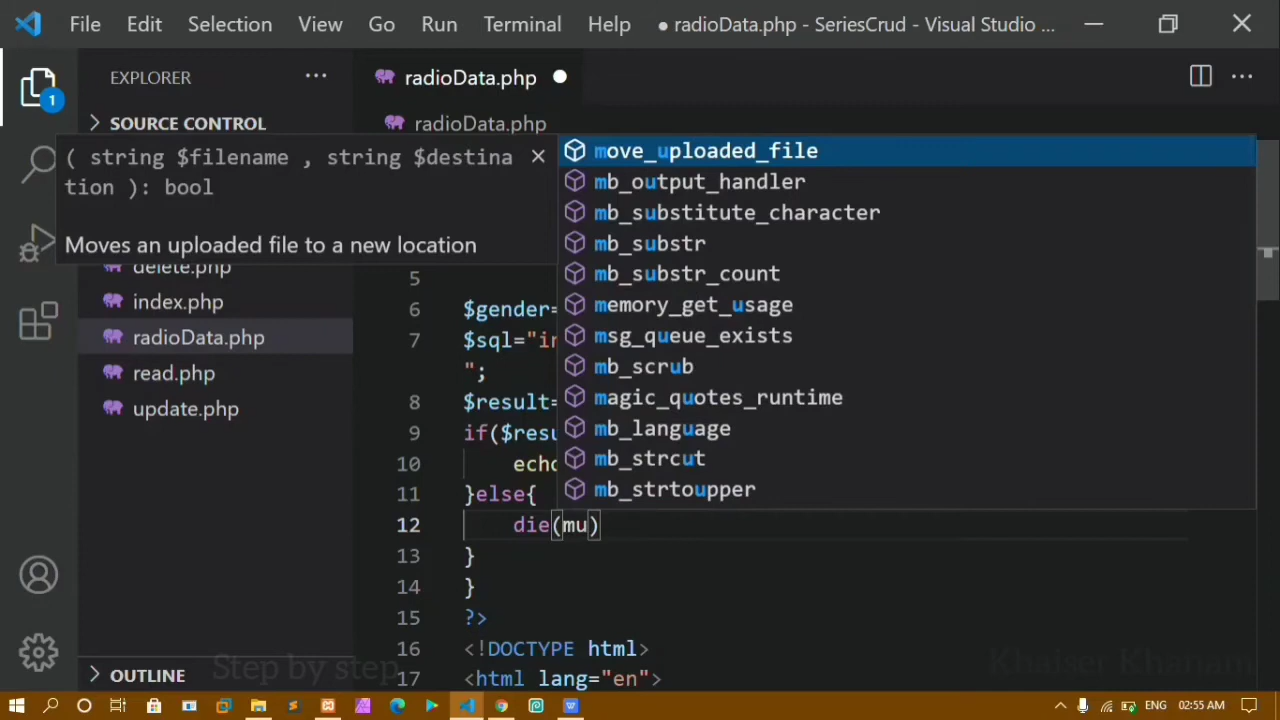 File Edit Selection View Go Run Terminal Help ● radioData.php - SeriesCrud - Visual Studio ...
EXPLORER ...
radioData.php
SOURCE CONTROL
radioData.php
( string $filename , string $destina
tion ): bool
Moves an uploaded file to a new location
move_uploaded_file
mb_output_handler
mb_substitute_character
mb_substr
mb_substr_count
memory_get_usage
msg_queue_exists
mb_scrub
magic_quotes_runtime
mb_language
mb_strcut
mb_strtoupper
1
delete.php
index.php
radioData.php
read.php
update.php
5
6 $gender=
7 $sql="in
";
8 $result=
9 if($resu
10 echo
11 }else{
12 die(mu)
13 }
14 }
15 ?>
16 <!DOCTYPE html>
17 <html lang="en">
OUTLINE
Step by step
Khaiser Khanam
ENG 02:55 AM